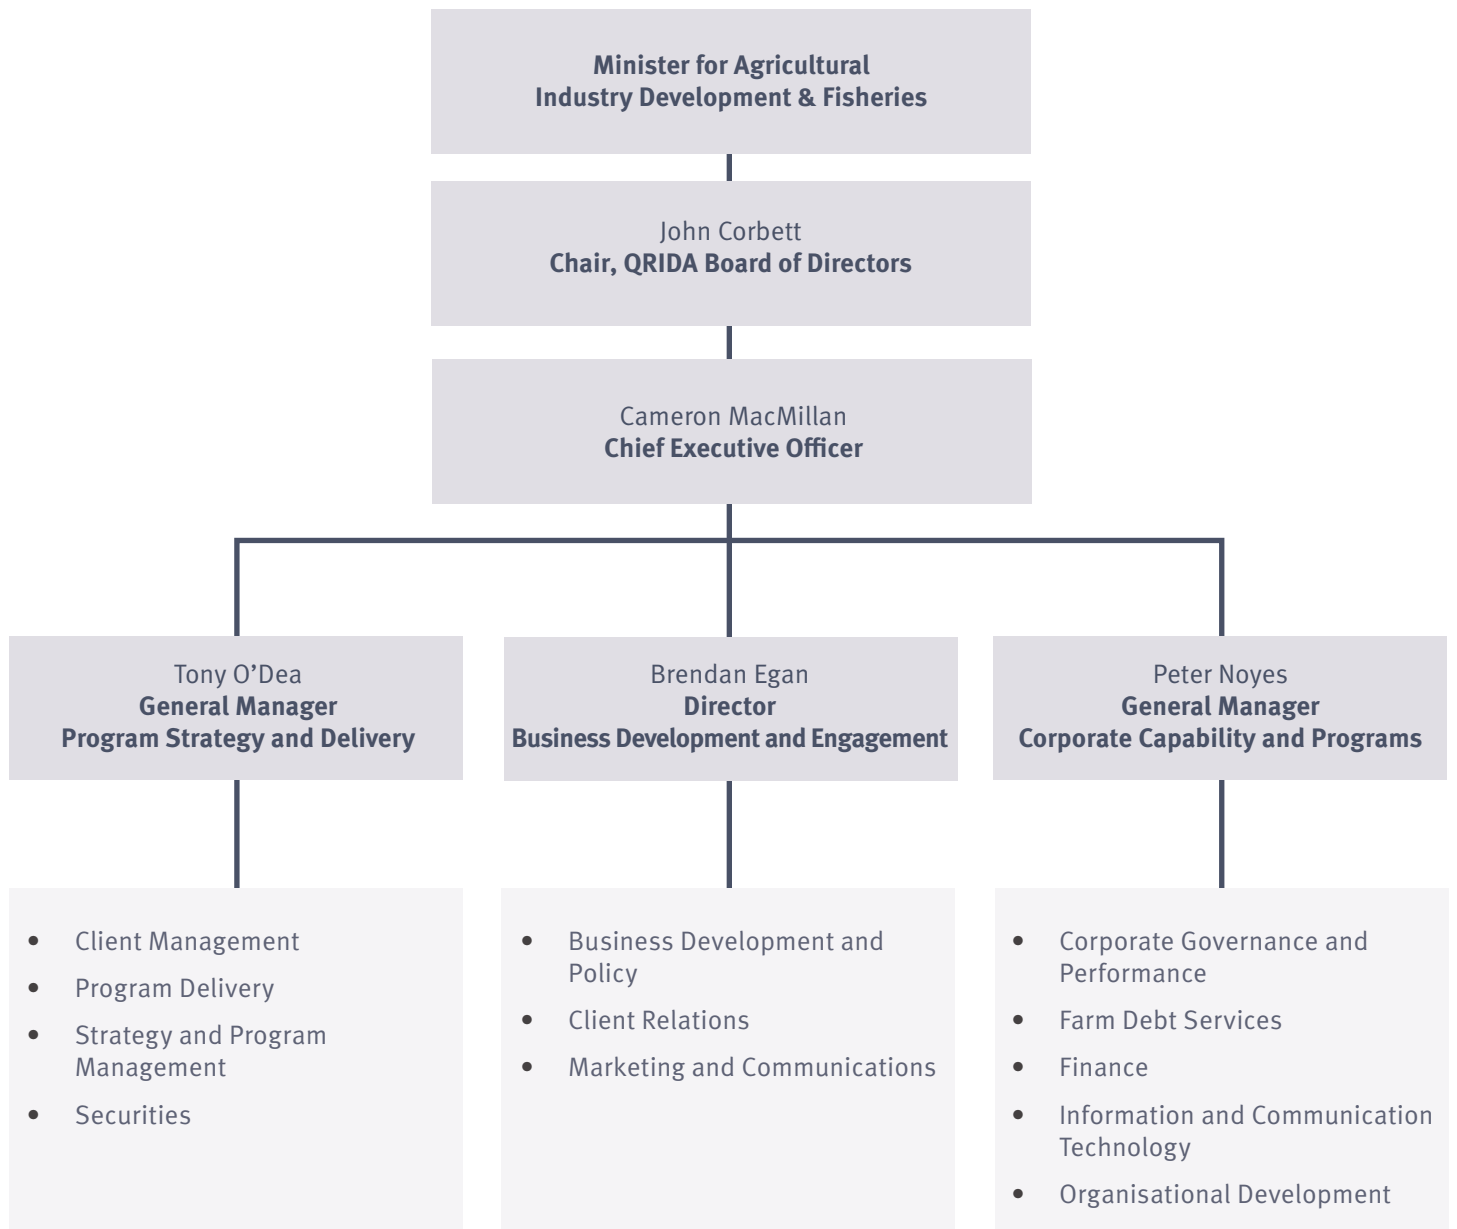 Minister for Agricultural
Industry Development & Fisheries
John Corbett
Chair, QRIDA Board of Directors
Cameron MacMillan
Chief Executive Officer
Tony O’Dea
General Manager
Program Strategy and Delivery
Brendan Egan
Director
Business Development and Engagement
Peter Noyes
General Manager
Corporate Capability and Programs
• Client Management
• Program Delivery
• Strategy and Program
Management
• Securities
• Business Development and
Policy
• Client Relations
• Marketing and Communications
• Corporate Governance and
Performance
• Farm Debt Services
• Finance
• Information and Communication
Technology
• Organisational Development